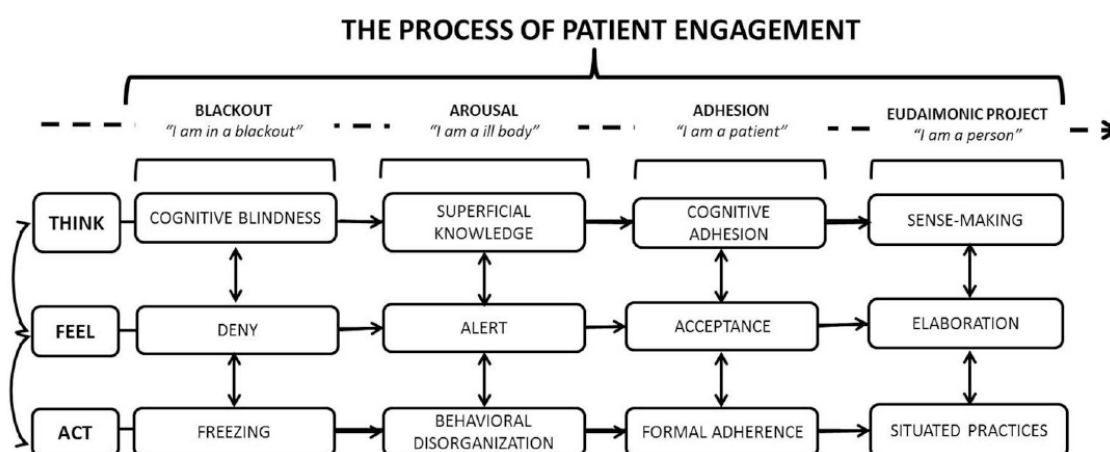 THE PROCESS OF PATIENT ENGAGEMENT
BLACKOUT
"I am in a blackout"
AROUSAL
"I am a ill body"
ADHESION
"I am a patient"
EUDAIMONIC PROJECT
"I am a person"
THINK
COGNITIVE BLINDNESS
SUPERFICIAL
KNOWLEDGE
COGNITIVE
ADHESION
SENSE-MAKING
FEEL
DENY
ALERT
ACCEPTANCE
ELABORATION
ACT
FREEZING
BEHAVIORAL
DISORGANIZATION
FORMAL ADHERENCE
SITUATED PRACTICES